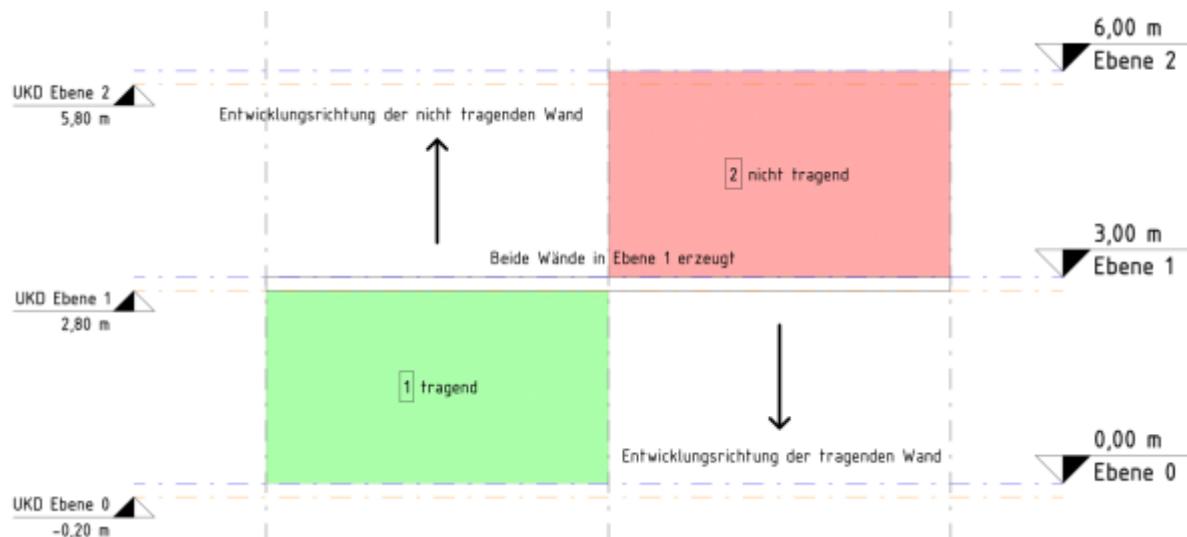 6,00 m
Ebene 2
UKD Ebene 2
5,80 m
Entwicklungsrichtung der nicht tragenden Wand
2 nicht tragend
3,00 m
Beide Wände in Ebene 1 erzeugt
Ebene 1
UKD Ebene 1
2,80 m
1 tragend
0,00 m
Entwicklungsrichtung der tragenden Wand
Ebene 0
UKD Ebene 0
-0,20 m